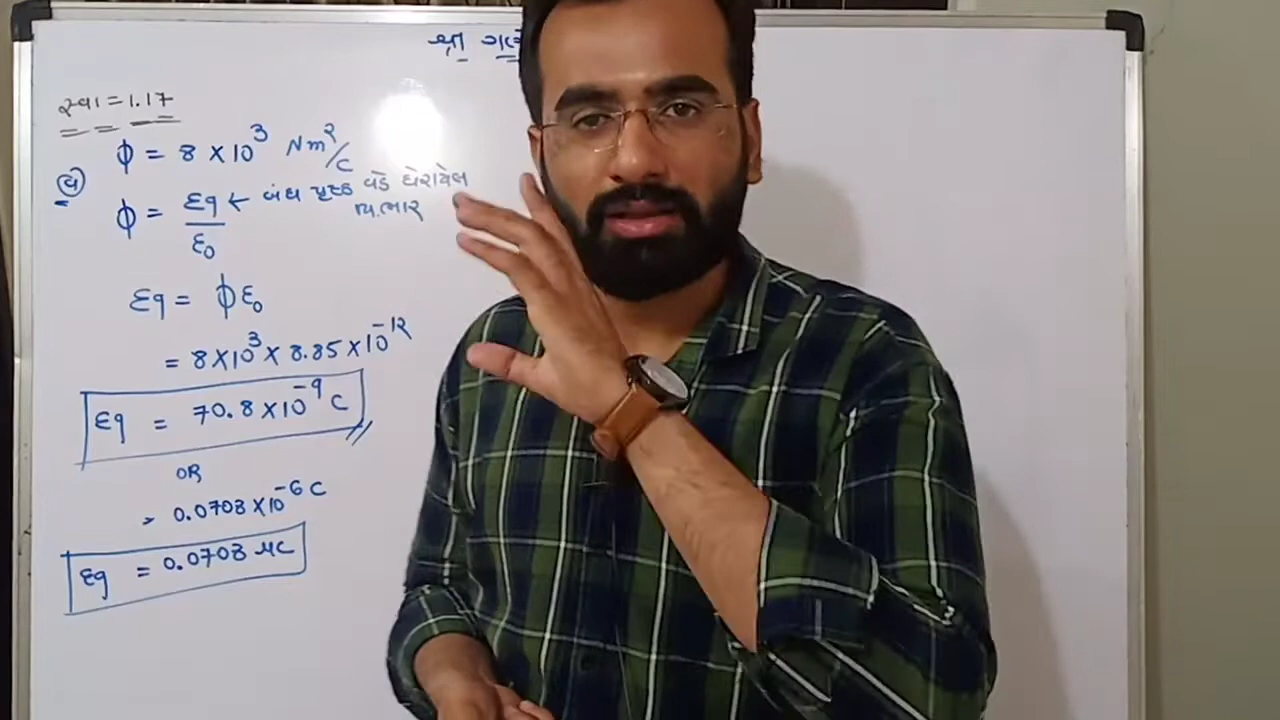 સ્વા = 1.17
ϕ = 8 × 10³ Nm²/C
(બ)
ϕ = Σq/ε₀ ← બંધ પૃષ્ઠ વડે ઘેરાયેલ
વિ.ભાર
Σq = ϕε₀
= 8×10³ × 8.85 × 10⁻¹²
Σq = 70.8 × 10⁻⁹ C
OR
= 0.0708 × 10⁻⁶ C
Σq = 0.0708 μC